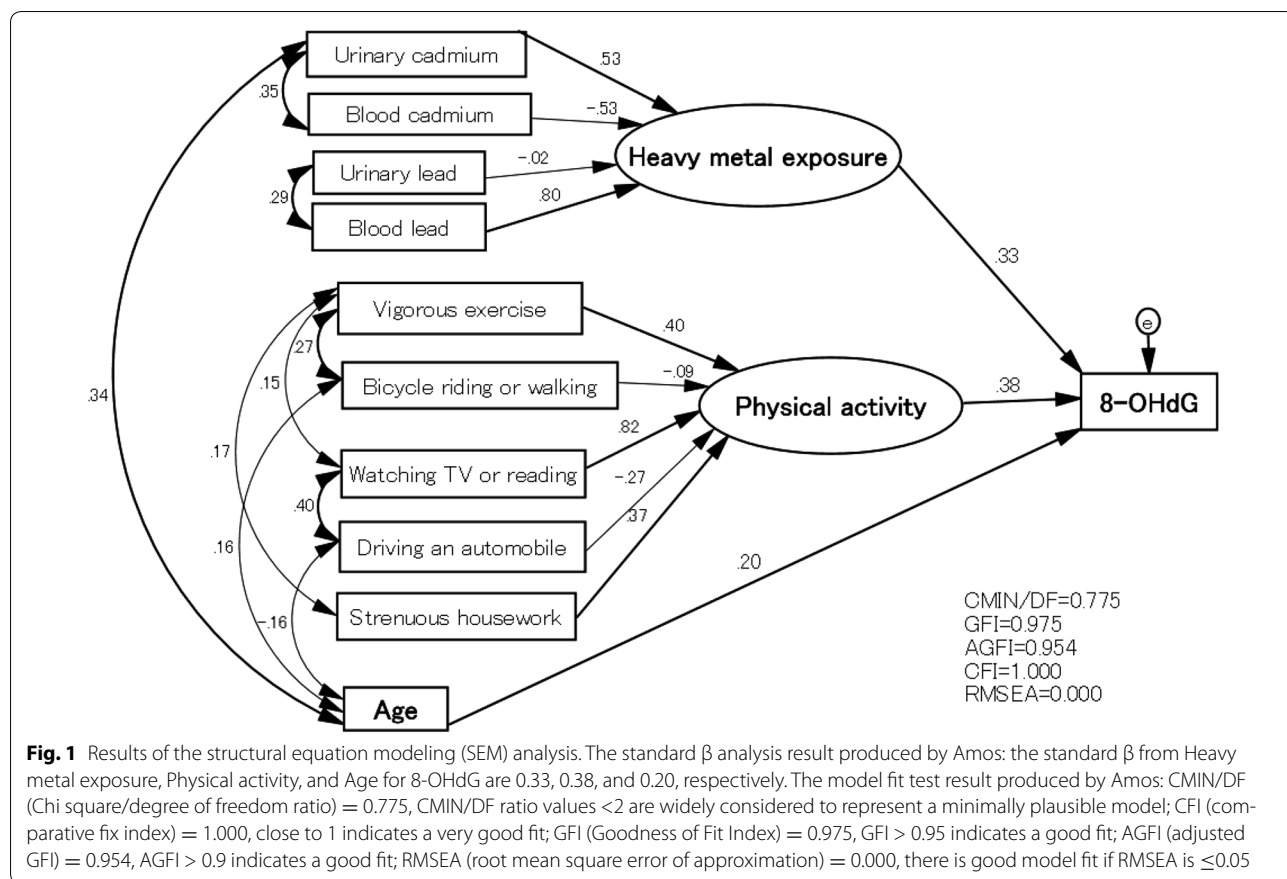 Urinary cadmium
.53
.35
Blood cadmium
-.53
Heavy metal exposure
Urinary lead
-.02
.29
.80
Blood lead
.33
Vigorous exercise
.40
e
.27
.15
Bicycle riding or walking
-.09
.34
Physical activity
.38
8-OHdG
.82
.17
Watching TV or reading
-.27
.40
.37
.16
Driving an automobile
.20
-.16
Strenuous housework
Age
CMIN/DF=0.775
GFI=0.975
AGFI=0.954
CFI=1.000
RMSEA=0.000
Fig. 1 Results of the structural equation modeling (SEM) analysis. The standard β analysis result produced by Amos: the standard β from Heavy
metal exposure, Physical activity, and Age for 8-OHdG are 0.33, 0.38, and 0.20, respectively. The model fit test result produced by Amos: CMIN/DF
(Chi square/degree of freedom ratio) = 0.775, CMIN/DF ratio values <2 are widely considered to represent a minimally plausible model; CFI (com-
parative fix index) = 1.000, close to 1 indicates a very good fit; GFI (Goodness of Fit Index) = 0.975, GFI > 0.95 indicates a good fit; AGFI (adjusted
GFI) = 0.954, AGFI > 0.9 indicates a good fit; RMSEA (root mean square error of approximation) = 0.000, there is good model fit if RMSEA is ≤0.05